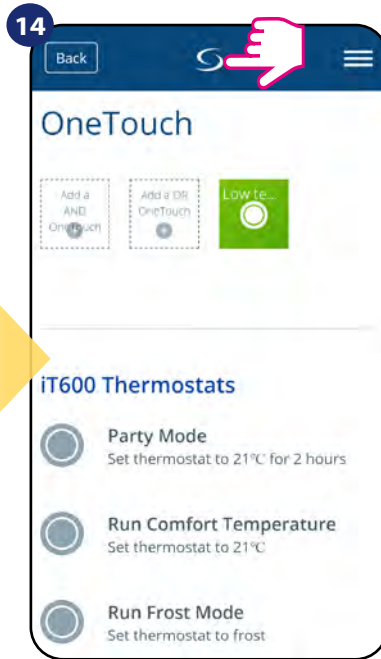 14
Back
OneTouch
Add a
AND
OneTouch
Add a OR
OneTouch
Low te...
iT600 Thermostats
Party Mode
Set thermostat to 21°C for 2 hours
Run Comfort Temperature
Set thermostat to 21°C
Run Frost Mode
Set thermostat to frost